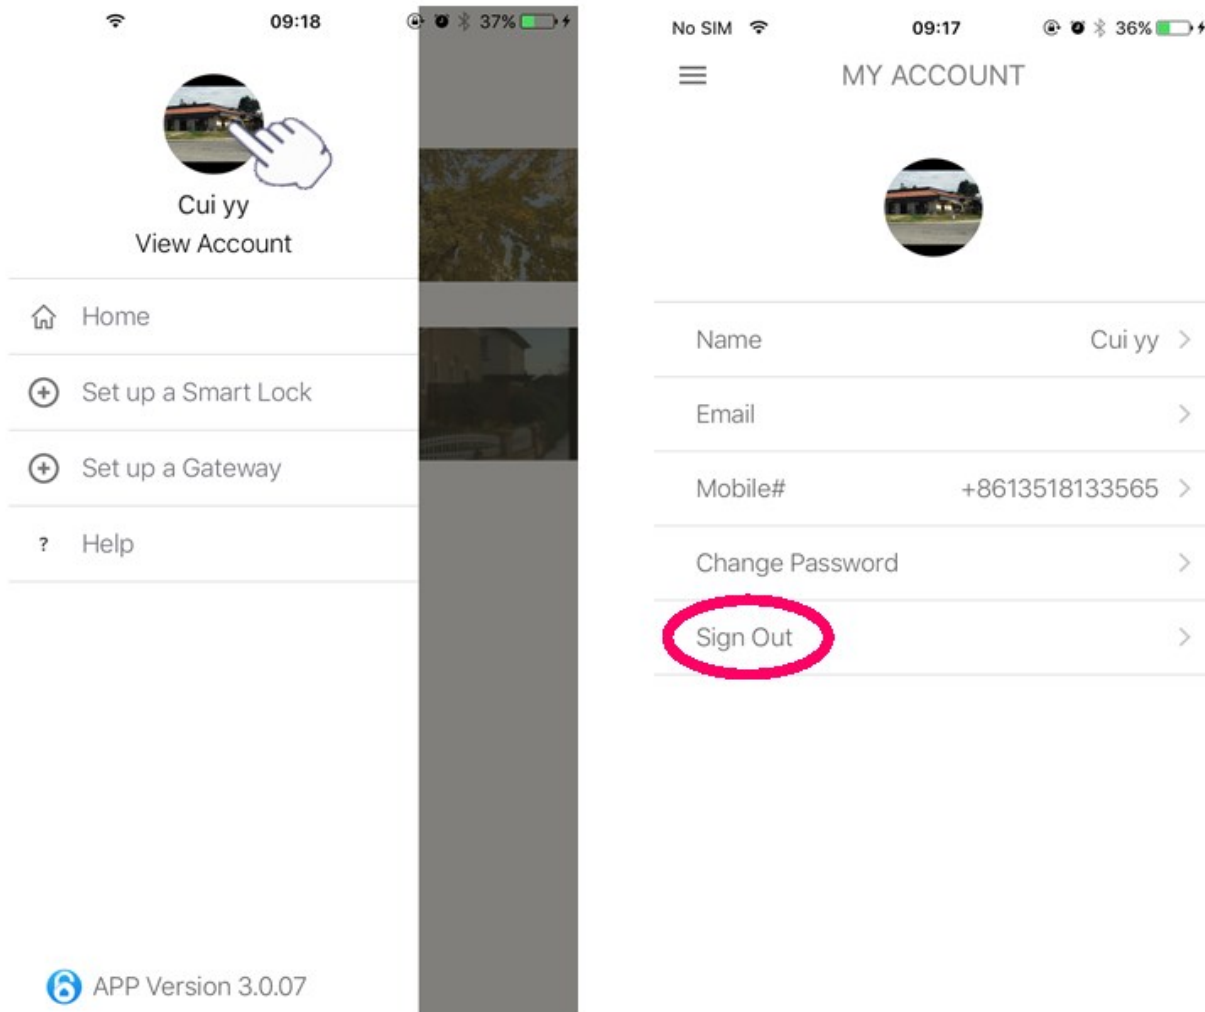 09:18
37%
Cui yy
View Account
Home
Set up a Smart Lock
Set up a Gateway
? Help
APP Version 3.0.07
No SIM 09:17 36%
MY ACCOUNT
Name Cui yy
Email
Mobile# +8613518133565
Change Password
Sign Out